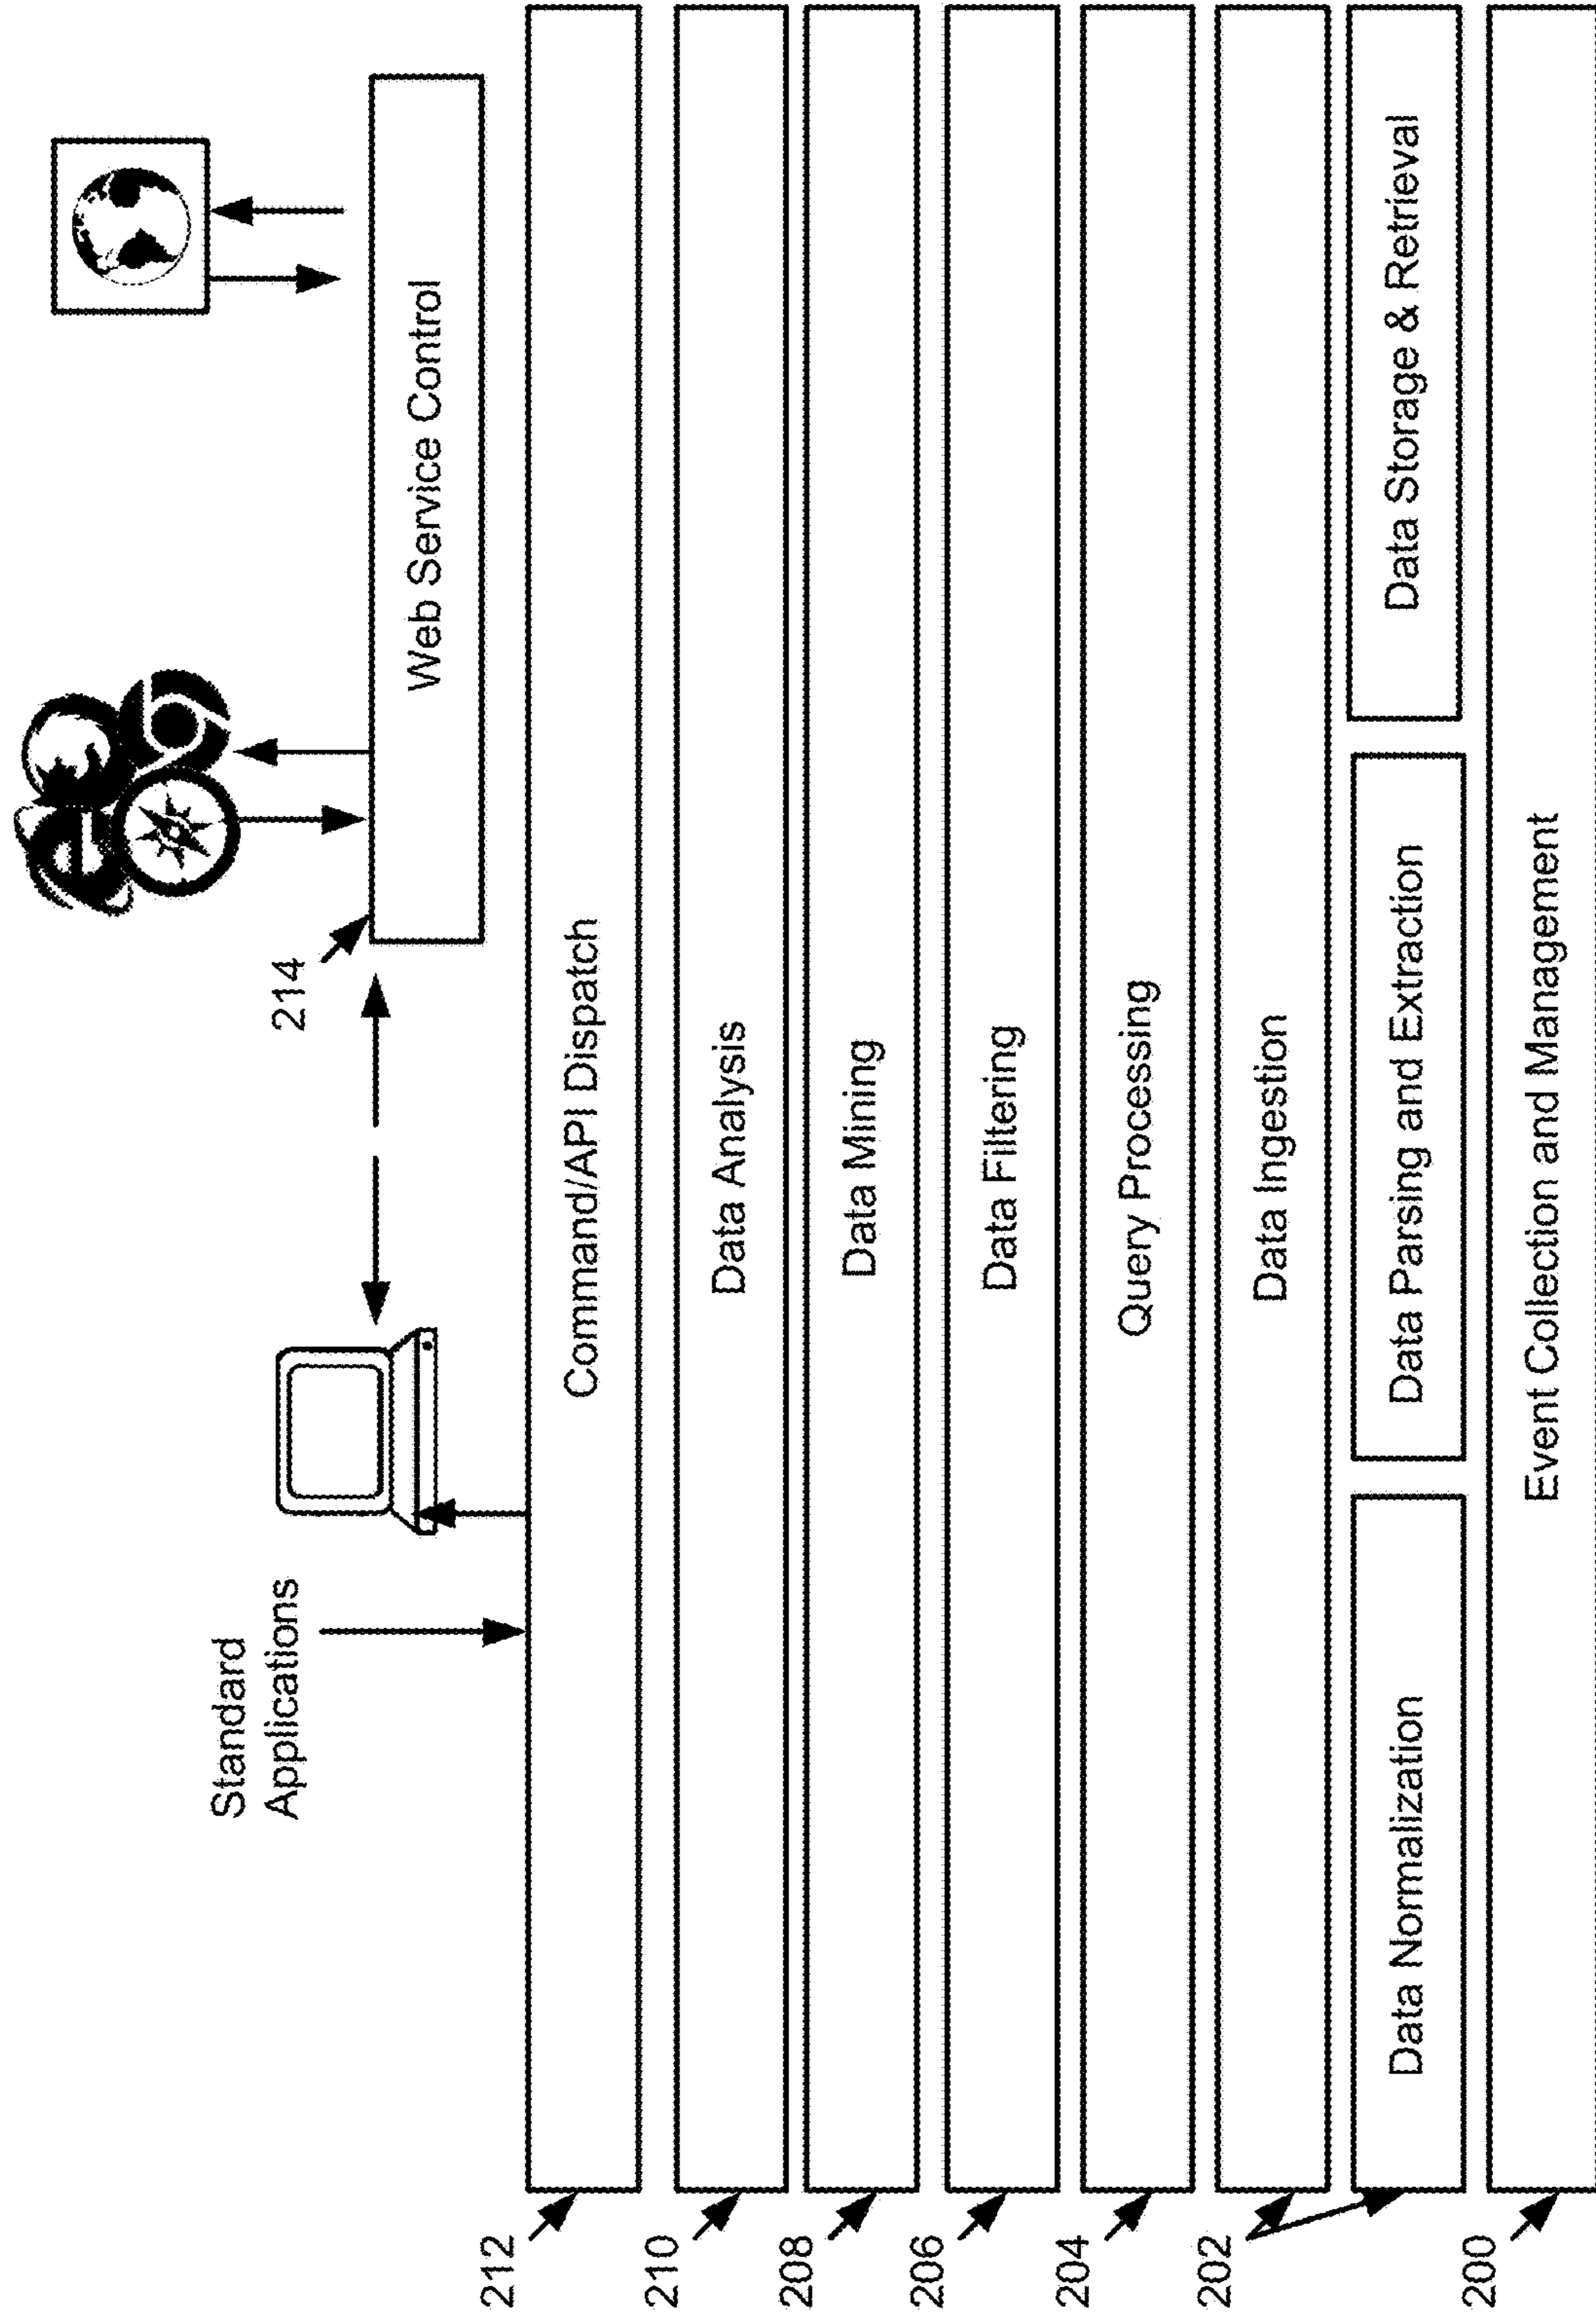 Standard
Applications
214
Web Service Control
212
Command/API Dispatch
210
Data Analysis
208
Data Mining
206
Data Filtering
204
Query Processing
202
Data Ingestion
Data Normalization
Data Parsing and Extraction
Data Storage & Retrieval
200
Event Collection and Management